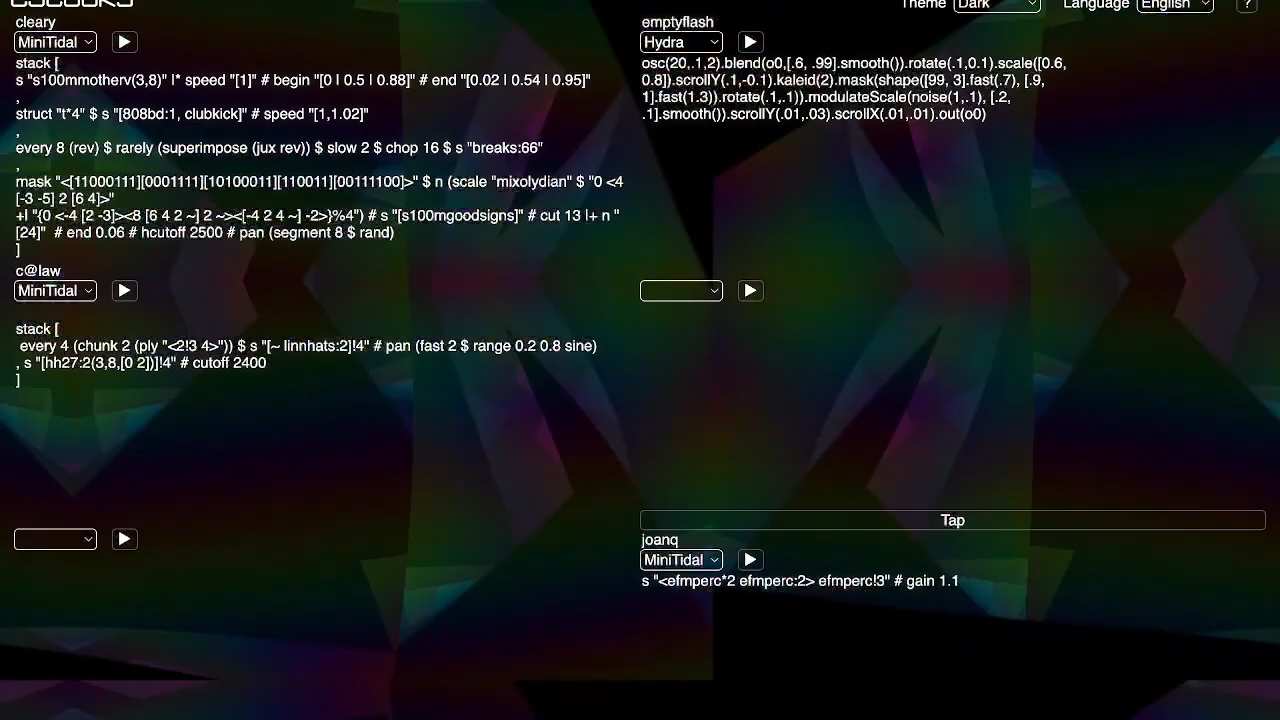 Theme Dark Language English ?
cleary
MiniTidal
stack [
s "s100mmotherv(3,8)" |* speed "[1]" # begin "[0 | 0.5 | 0.88]" # end "[0.02 | 0.54 | 0.95]"
,
struct "t*4" $ s "[808bd:1, clubkick]" # speed "[1,1.02]"
,
every 8 (rev) $ rarely (superimpose (jux rev)) $ slow 2 $ chop 16 $ s "breaks:66"
,
mask "<[11000111][0001111][10100011][110011][00111100]>" $ n (scale "mixolydian" $ "0 <4
[-3 -5] 2 [6 4]>"
+| "{0 <-4 [2 -3]><8 [6 4 2 ~] 2 ~><[-4 2 4 ~] -2>}%4") # s "[s100mgoodsigns]" # cut 13 |+ n "
[24]" # end 0.06 # hcutoff 2500 # pan (segment 8 $ rand)
]
c@law
MiniTidal
stack [
every 4 (chunk 2 (ply "<2!3 4>")) $ s "[~ linnhats:2]!4" # pan (fast 2 $ range 0.2 0.8 sine)
, s "[hh27:2(3,8,[0 2])]!4" # cutoff 2400
]
emptyflash
Hydra
osc(20,.1,2).blend(o0,[.6, .99].smooth()).rotate(.1,0.1).scale([0.6,
0.8]).scrollY(.1,-0.1).kaleid(2).mask(shape([99, 3].fast(.7), [.9,
1].fast(1.3)).rotate(.1,.1)).modulateScale(noise(1,.1), [.2,
.1].smooth()).scrollY(.01,.03).scrollX(.01,.01).out(o0)
Tap
joanq
MiniTidal
s "<efmperc*2 efmperc:2> efmperc!3" # gain 1.1